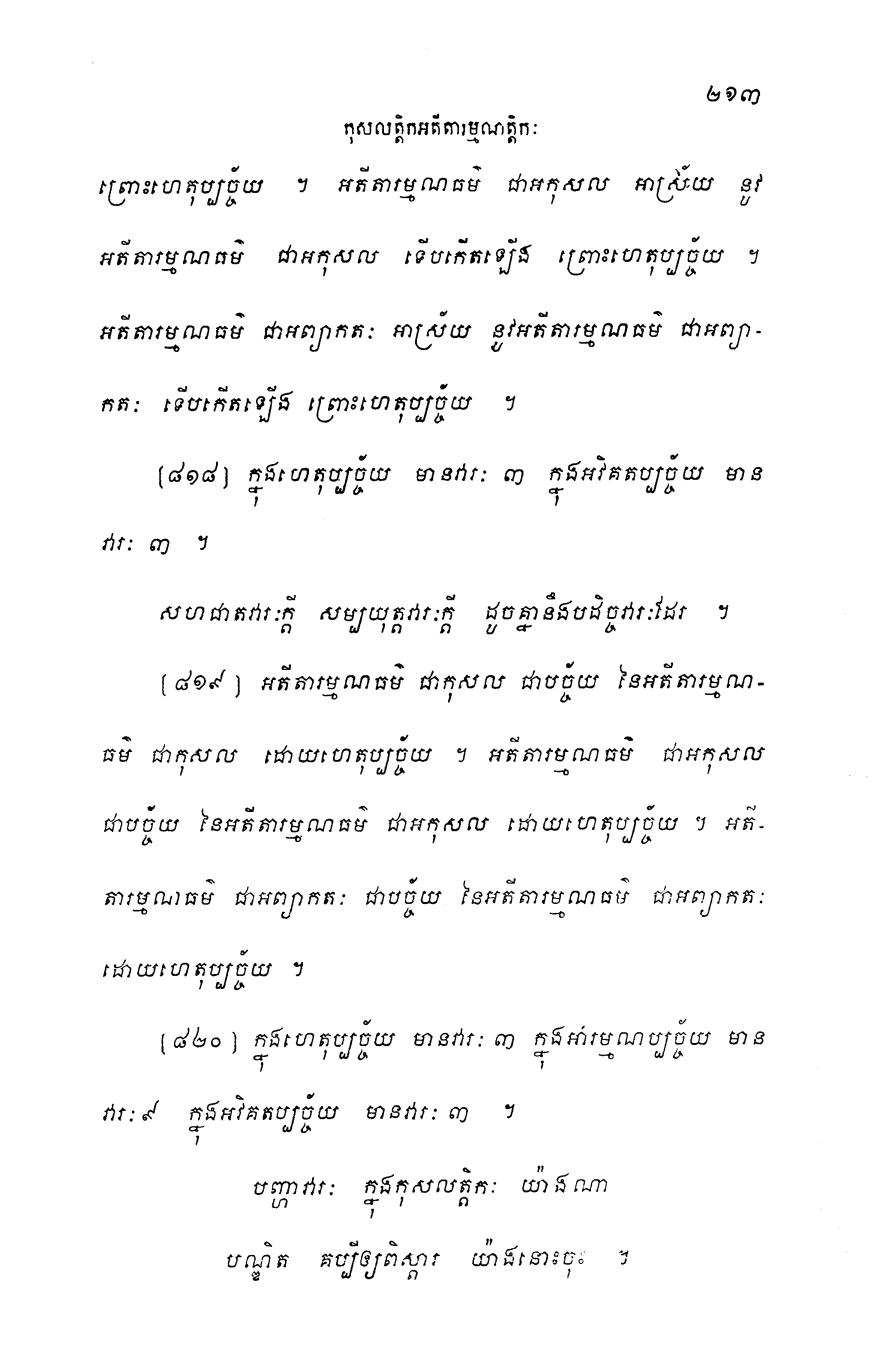 ២១៣
កុសលត្តិកអតីតារម្មណត្តិកៈ
ព្រោះហេតុប្បច្ច័យ ។ អតីតារម្មណធម៌ ជាអកុសល អាស្រ័យ នូវ
អតីតារម្មណធម៌ ជាអកុសល ទើបកើតឡើង ព្រោះហេតុប្បច្ច័យ ។
អតីតារម្មណធម៌ ជាអព្យាកតៈ អាស្រ័យ នូវអតីតារម្មណធម៌ ជាអព្យា-
កតៈ ទើបកើតឡើង ព្រោះហេតុប្បច្ច័យ ។
[៨១៨] ក្នុងហេតុប្បច្ច័យ មានវារៈ ៣ ក្នុងអវិគតប្បច្ច័យ មាន
វារៈ ៣ ។
សហជាតវារៈក្តី សម្បយុត្តវារៈក្តី ដូចគ្នានឹងបដិច្ចវារៈដែរ ។
[៨១៩] អតីតារម្មណធម៌ ជាកុសល ជាបច្ច័យ នៃអតីតារម្មណ-
ធម៌ ជាកុសល ដោយហេតុប្បច្ច័យ ។ អតីតារម្មណធម៌ ជាអកុសល
ជាបច្ច័យ នៃអតីតារម្មណធម៌ ជាអកុសល ដោយហេតុប្បច្ច័យ ។ អតី-
តារម្មណធម៌ ជាអព្យាកតៈ ជាបច្ច័យ នៃអតីតារម្មណធម៌ ជាអព្យាកតៈ
ដោយហេតុប្បច្ច័យ ។
[៨២០] ក្នុងហេតុប្បច្ច័យ មានវារៈ ៣ ក្នុងអារម្មណប្បច្ច័យ មាន
វារៈ ៩ ក្នុងអវិគតប្បច្ច័យ មានវារៈ ៣ ។
បញ្ហាវារៈ ក្នុងកុសលត្តិកៈ យ៉ាងណា
បណ្ឌិត គប្បីឲ្យពិស្តារ យ៉ាងនោះចុះ ។